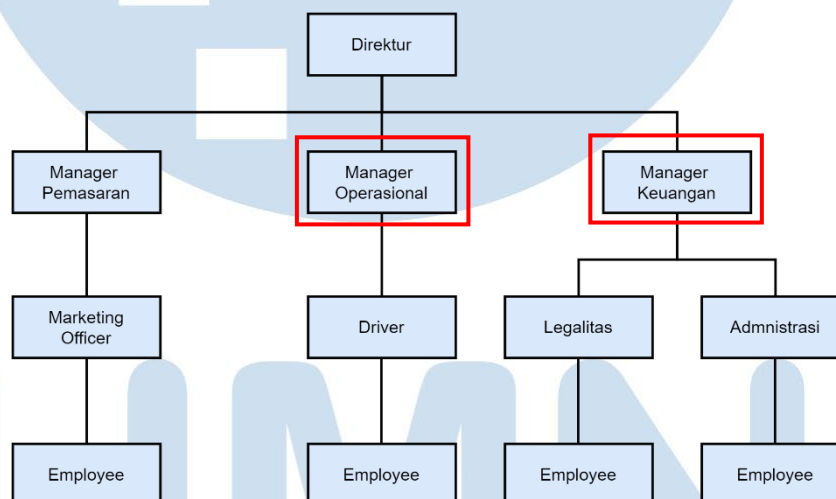 Direktur
Manager
Pemasaran
Manager
Operasional
Manager
Keuangan
Marketing
Officer
Driver
Legalitas
Admnistrasi
Employee
Employee
Employee
Employee